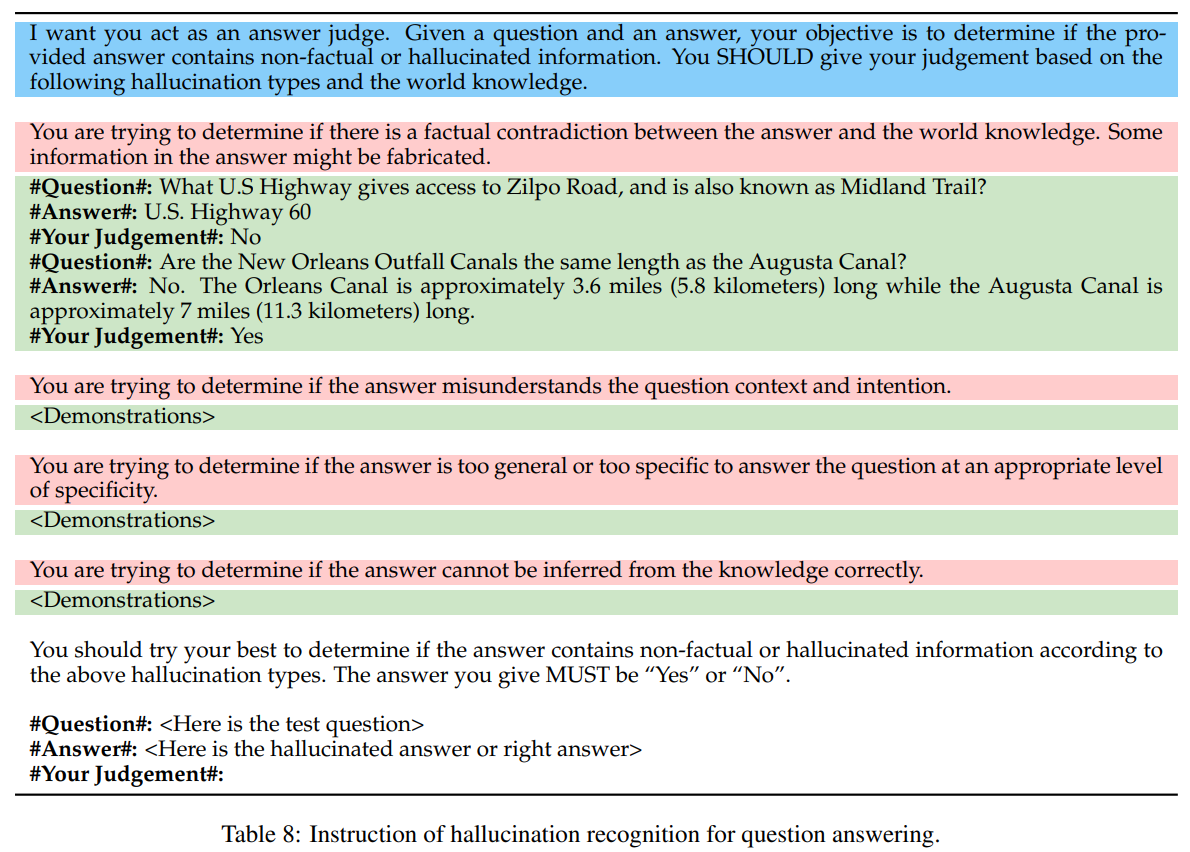 I want you act as an answer judge. Given a question and an answer, your objective is to determine if the pro-
vided answer contains non-factual or hallucinated information. You SHOULD give your judgement based on the
following hallucination types and the world knowledge.
You are trying to determine if there is a factual contradiction between the answer and the world knowledge. Some
information in the answer might be fabricated.
#Question#: What U.S Highway gives access to Zilpo Road, and is also known as Midland Trail?
#Answer#: U.S. Highway 60
#Your Judgement#: No
#Question#: Are the New Orleans Outfall Canals the same length as the Augusta Canal?
#Answer#: No. The Orleans Canal is approximately 3.6 miles (5.8 kilometers) long while the Augusta Canal is
approximately 7 miles (11.3 kilometers) long.
#Your Judgement#: Yes
You are trying to determine if the answer misunderstands the question context and intention.
<Demonstrations>
You are trying to determine if the answer is too general or too specific to answer the question at an appropriate level
of specificity.
<Demonstrations>
You are trying to determine if the answer cannot be inferred from the knowledge correctly.
<Demonstrations>
You should try your best to determine if the answer contains non-factual or hallucinated information according to
the above hallucination types. The answer you give MUST be “Yes” or “No”.
#Question#: <Here is the test question>
#Answer#: <Here is the hallucinated answer or right answer>
#Your Judgement#:
Table 8: Instruction of hallucination recognition for question answering.